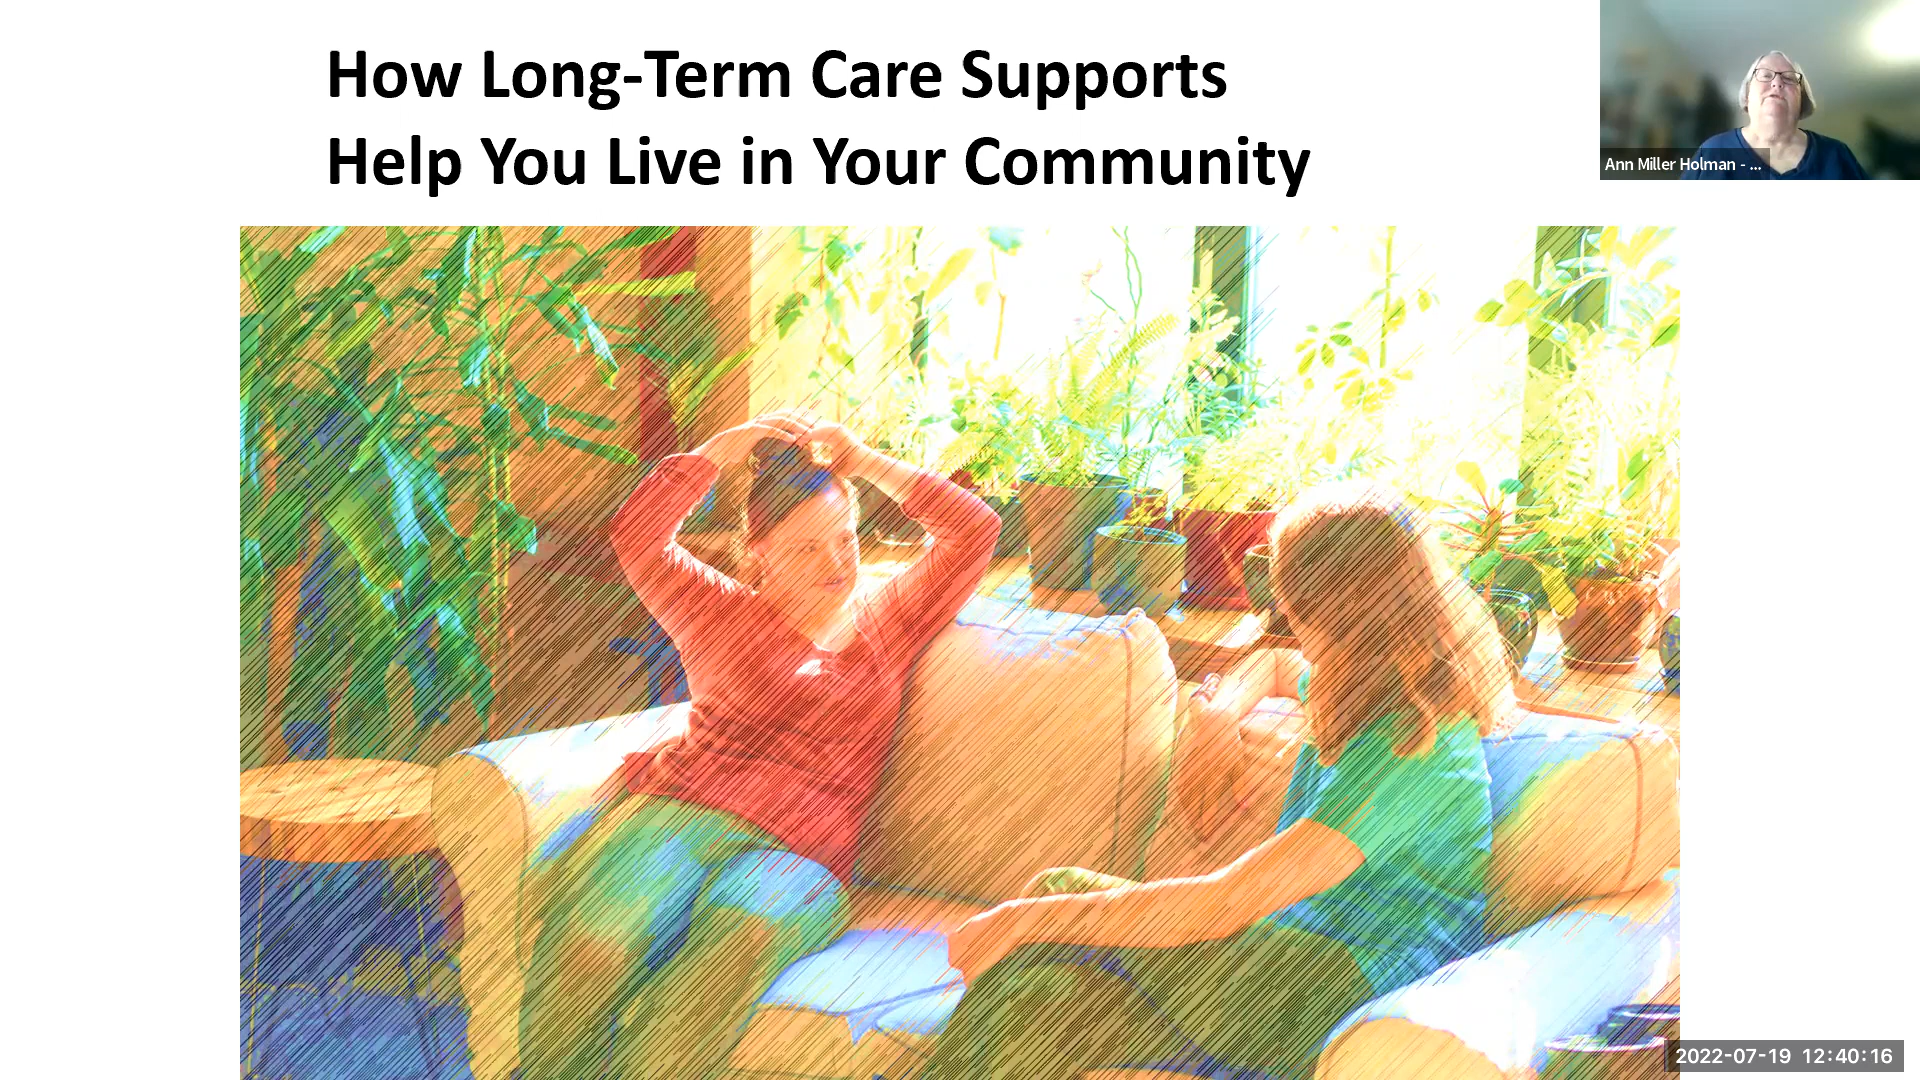 How Long-Term Care Supports
Help You Live in Your Community
Ann Miller Holman - ...
2022-07-19 12:40:16